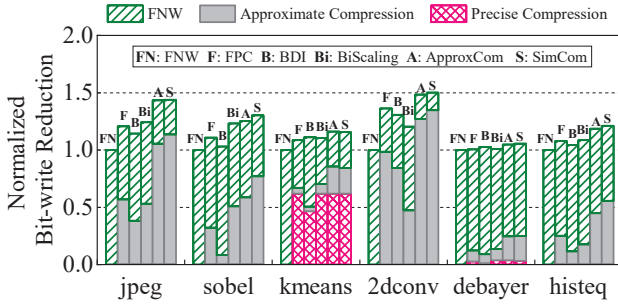 FNW Approximate Compression Precise Compression
Normalized
Bit-write Reduction
2.0
FN: FNW F: FPC B: BDI Bi: BiScaling A: ApproxCom S: SimCom
1.5
1.0
0.5
0.0
FN F B Bi A S
FN F B Bi A S
FN F B Bi A S
FN F B Bi A S
FN F B Bi A S
FN F B Bi A S
jpeg sobel kmeans 2dconv debayer histeq